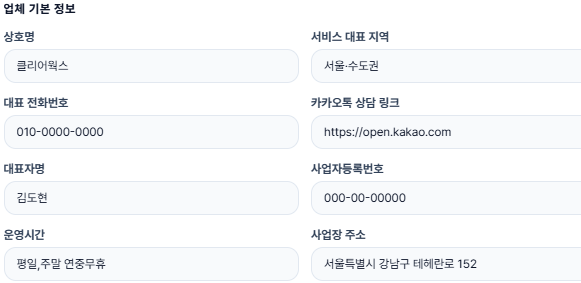 업체 기본 정보
상호명 서비스 대표 지역
클리어웍스 서울·수도권
대표 전화번호 카카오톡 상담 링크
010-0000-0000 https://open.kakao.com
대표자명 사업자등록번호
김도현 000-00-00000
운영시간 사업장 주소
평일,주말 연중무휴 서울특별시 강남구 테헤란로 152